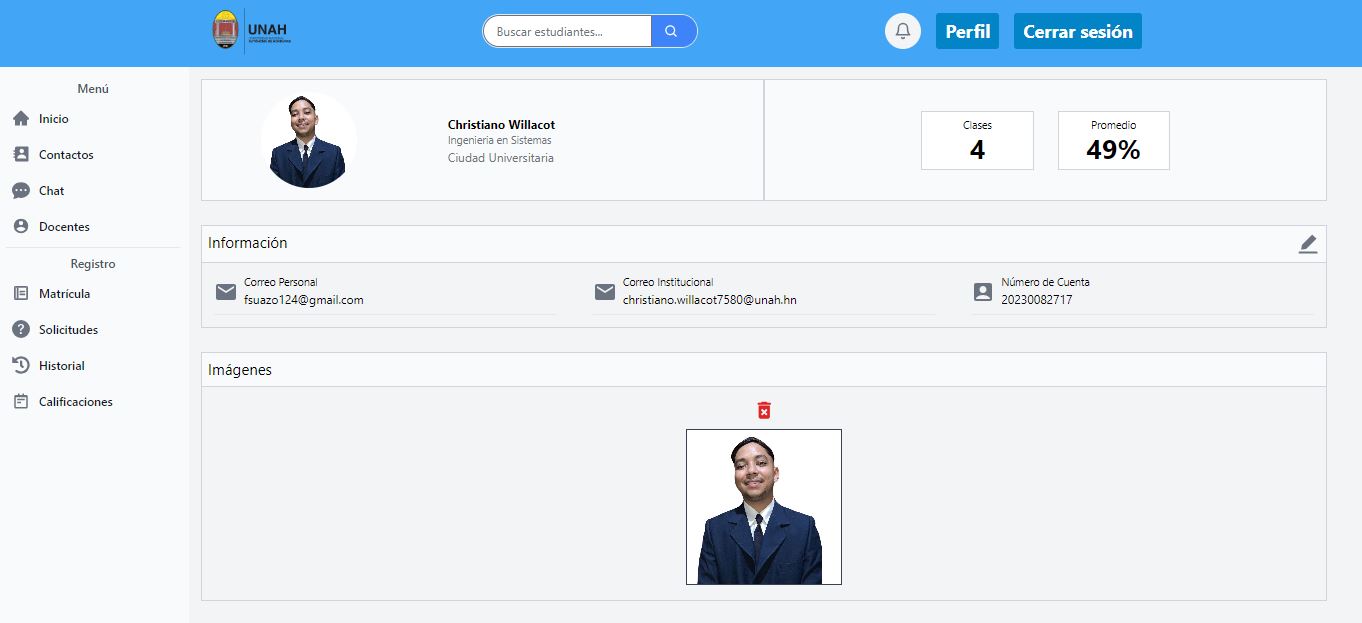 UNAH
Buscar estudiantes...
Perfil
Cerrar sesión
Menú
Inicio
Contactos
Chat
Docentes
Registro
Matrícula
Solicitudes
Historial
Calificaciones
Christiano Willacot
Ingenieria en Sistemas
Ciudad Universitaria
Clases
4
Promedio
49%
Información
Correo Personal
fsuazo124@gmail.com
Correo Institucional
christiano.willacot7580@unah.hn
Número de Cuenta
20230082717
Imágenes